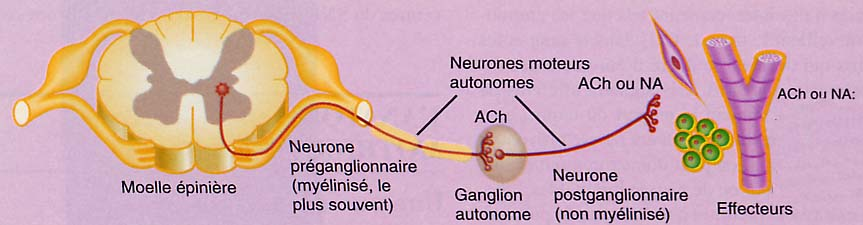 Neurones moteurs
autonomes
ACh ou NA
ACh ou NA:
ACh
Neurone
préganglionnaire
(myélinisé, le
plus souvent)
Moelle épinière
Ganglion
autonome
Neurone
postganglionnaire
(non myélinisé)
Effecteurs